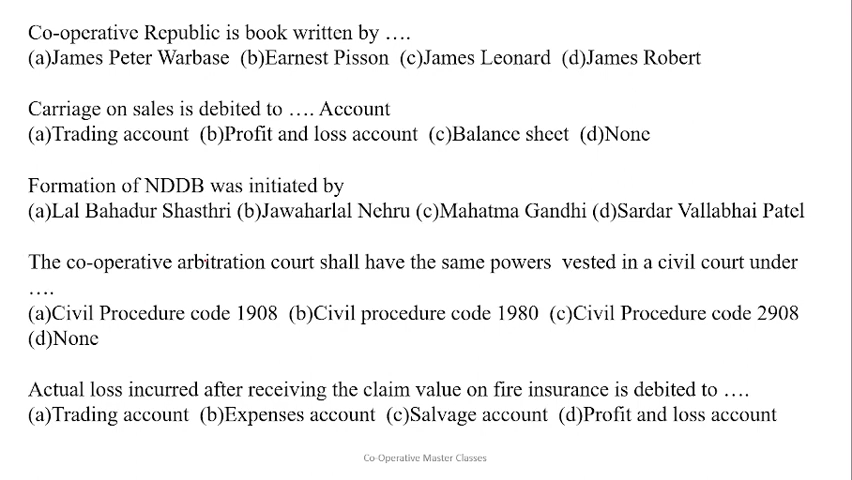 Co-operative Republic is book written by ….
(a)James Peter Warbase (b)Earnest Pisson (c)James Leonard (d)James Robert
Carriage on sales is debited to …. Account
(a)Trading account (b)Profit and loss account (c)Balance sheet (d)None
Formation of NDDB was initiated by
(a)Lal Bahadur Shasthri (b)Jawaharlal Nehru (c)Mahatma Gandhi (d)Sardar Vallabhai Patel
The co-operative arbitration court shall have the same powers vested in a civil court under
….
(a)Civil Procedure code 1908 (b)Civil procedure code 1980 (c)Civil Procedure code 2908
(d)None
Actual loss incurred after receiving the claim value on fire insurance is debited to ….
(a)Trading account (b)Expenses account (c)Salvage account (d)Profit and loss account
Co-Operative Master Classes